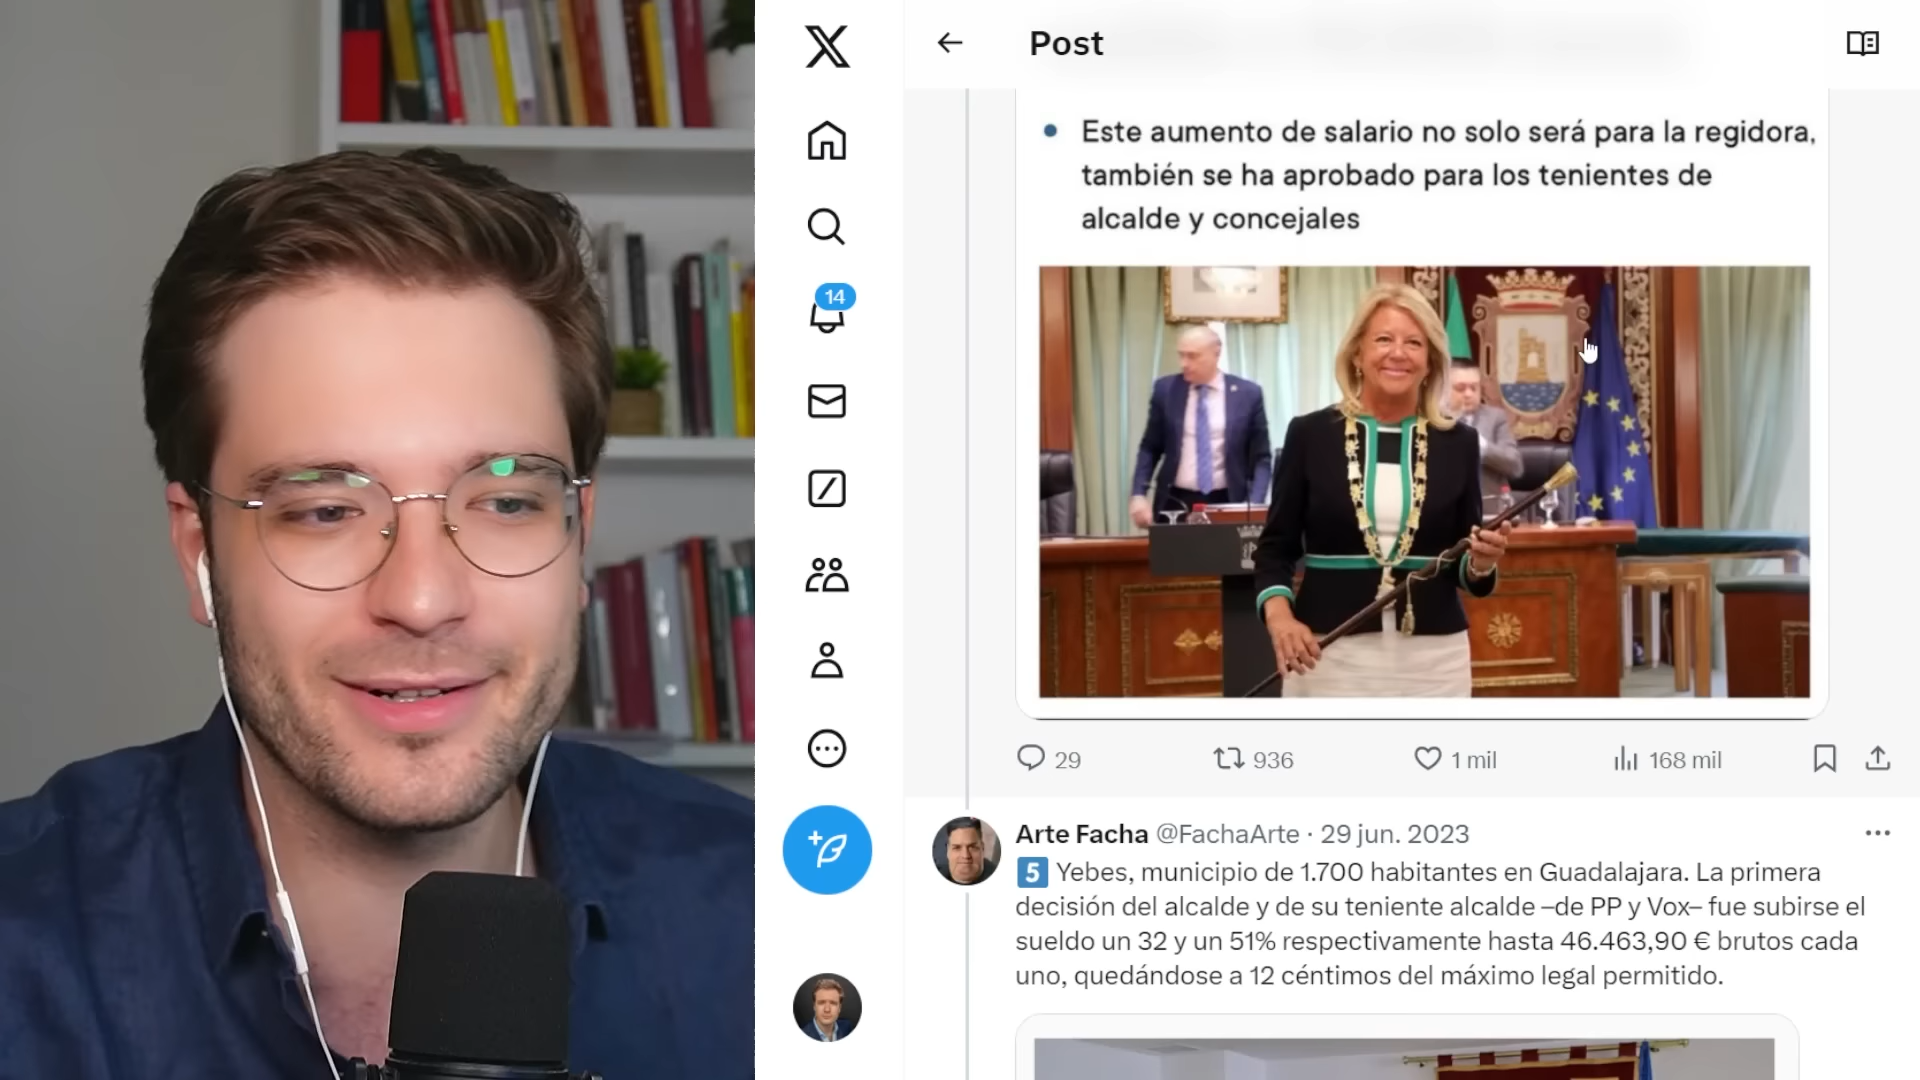 Post
Este aumento de salario no solo será para la regidora,
también se ha aprobado para los tenientes de
alcalde y concejales
14
29
936
1 mil
168 mil
Arte Facha @FachaArte · 29 jun. 2023
5 Yebes, municipio de 1.700 habitantes en Guadalajara. La primera
decisión del alcalde y de su teniente alcalde –de PP y Vox– fue subirse el
sueldo un 32 y un 51% respectivamente hasta 46.463,90 € brutos cada
uno, quedándose a 12 céntimos del máximo legal permitido.